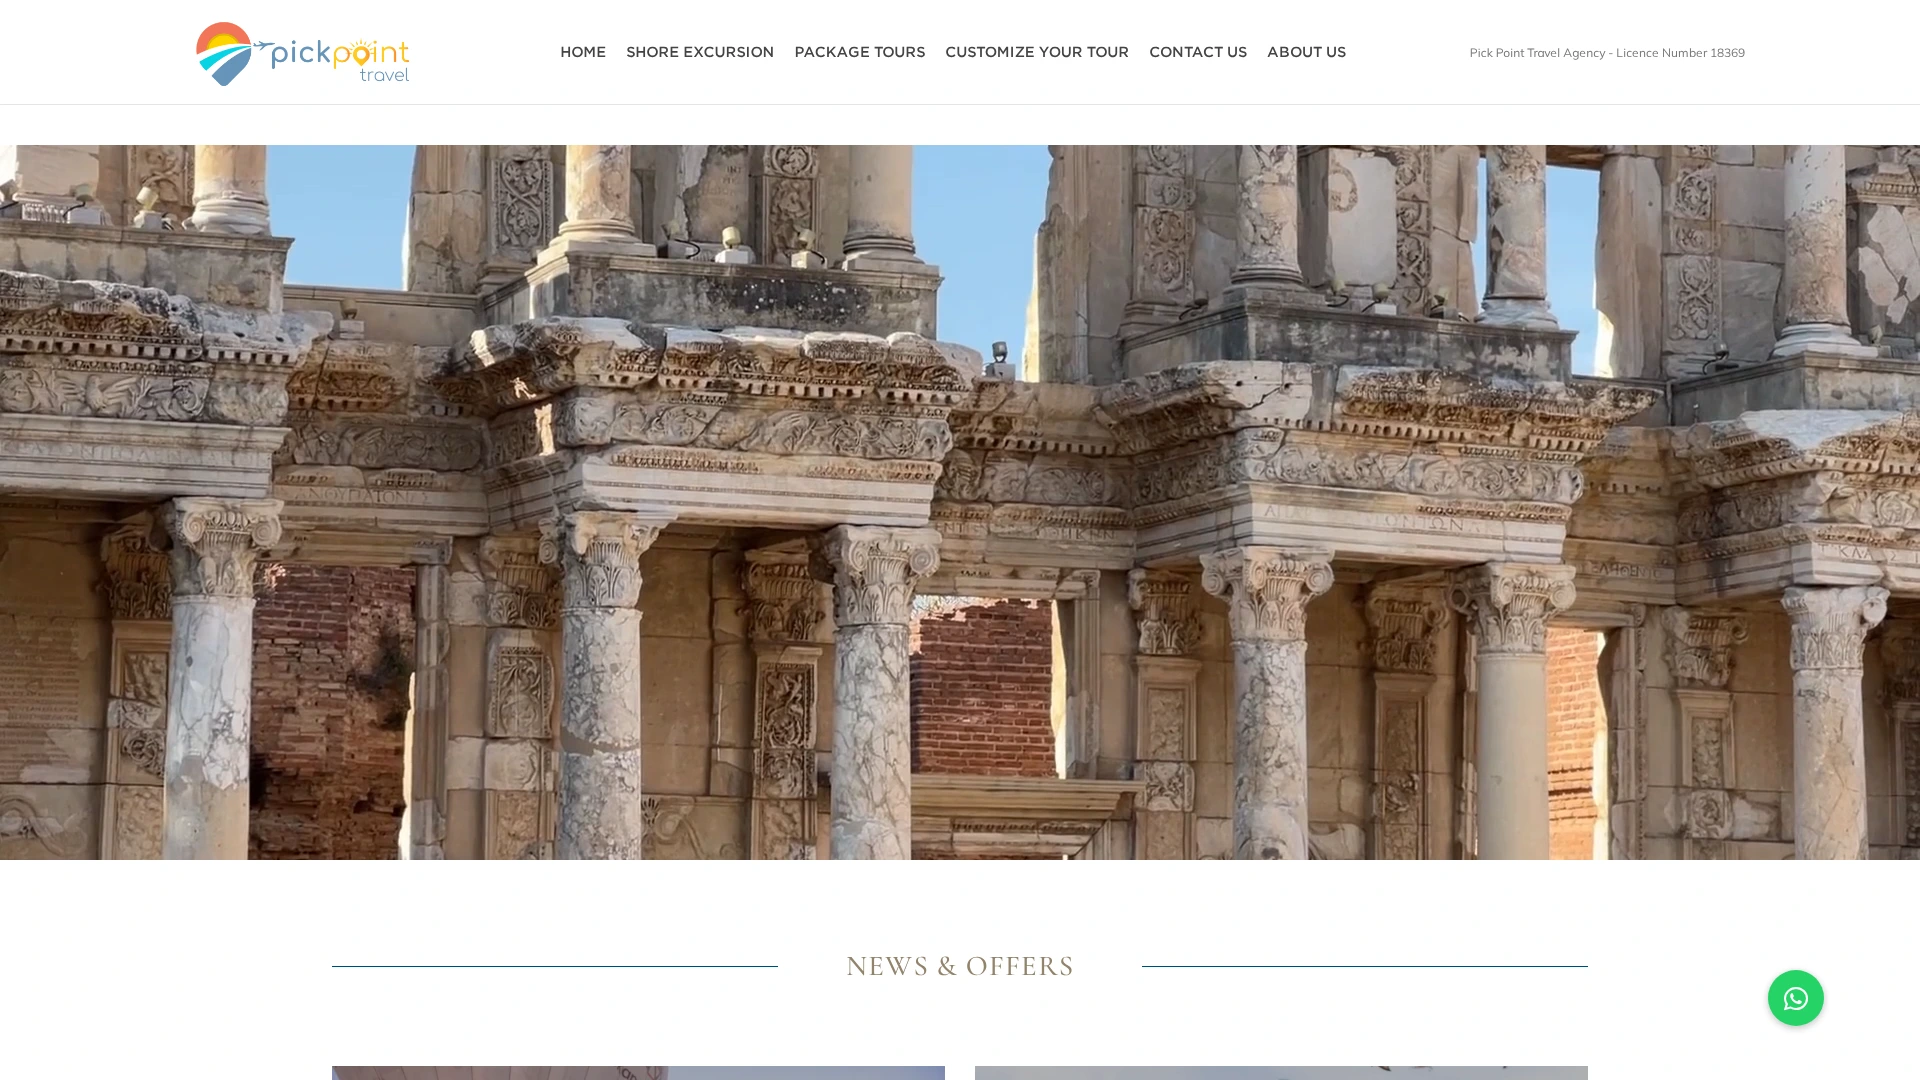 pickpoint
travel
HOME
SHORE EXCURSION
PACKAGE TOURS
CUSTOMIZE YOUR TOUR
CONTACT US
ABOUT US
Pick Point Travel Agency - Licence Number 18369
NEWS & OFFERS